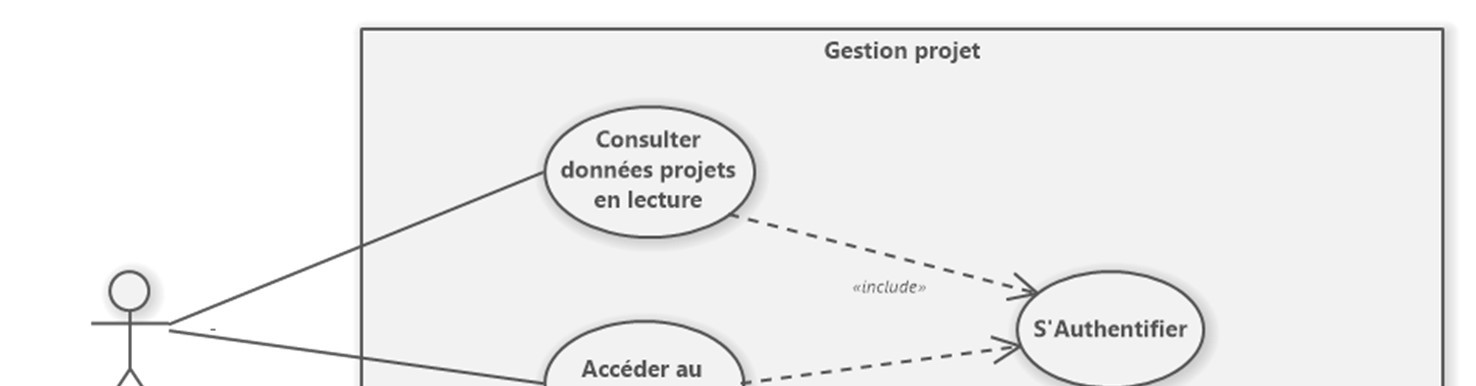 Gestion projet
Consulter
données projets
en lecture
«include»
-
S'Authentifier
Accéder au